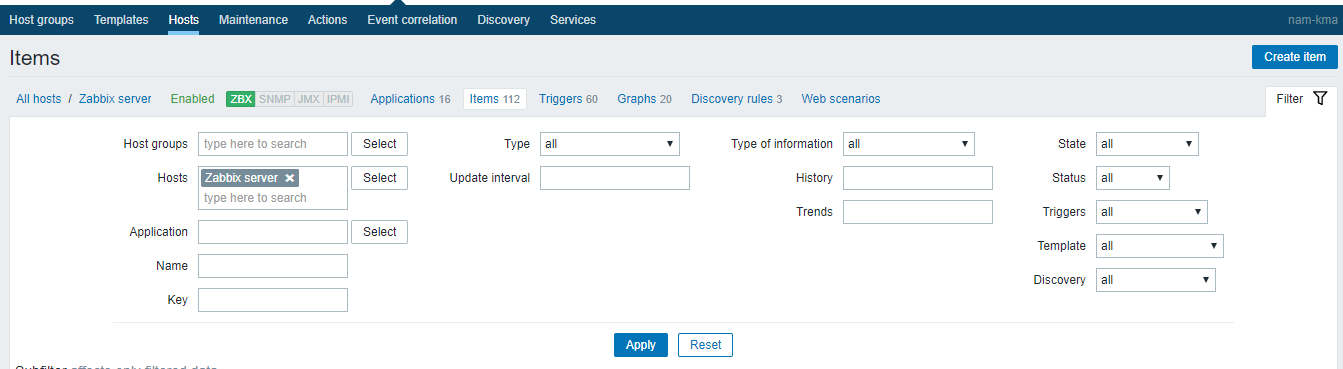 Host groups Templates Hosts Maintenance Actions Event correlation Discovery Services nam-kma
Items Create item
All hosts / Zabbix server Enabled ZBX SNMP JMX IPMI Applications 16 Items 112 Triggers 60 Graphs 20 Discovery rules 3 Web scenarios Filter
Host groups type here to search Select Type all Type of information all State all
Hosts Zabbix server Select Update interval History Status all
type here to search
Trends Triggers all
Application Select
Template all
Name
Discovery all
Key
Apply Reset
Subfilter affects only filtered data